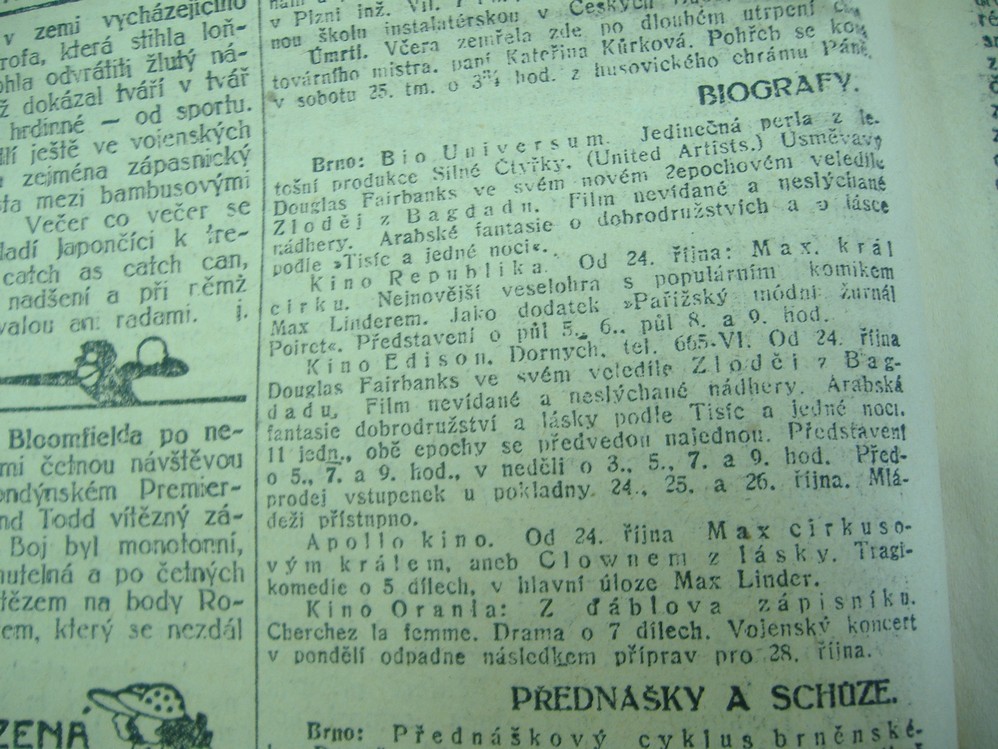 v zemi vycházejícího
rofa, která stihla loň-
ohla odvrátiti žlutý ná-
ž dokázal tváří v tvář
hrdinné — od sportu.
lí ještě ve vojenských
zejména zápasnický
ta mezi bambusovými
Večer co večer se
ladí Japončíci k tre-
catch as catch can,
nadšení a při němž
valou ani radami. j.
Bloomfielda po ne-
mi četnou návštěvou
ondýnském Premier-
nd Todd vítězný zá-
Boj byl monotonní,
nutelná a po četných
ítězem na body Ro-
em, který se nezdál
ZENA
v Plzni inž. Vil.
nou školu instalatérskou v Českých
Úmrtí. Včera zemřela zde po dlouhém utrpení
továrního mistra, paní Kateřina Kůrková. Pohřeb se
v sobotu 25. tm. o 3¾ hod. z husovického chrámu Páně.
BIOGRAFY.
Brno: Bio Universum. Jedinečná perla z le-
tošní produkce Silné Čtyřky. (United Artists.) Usměvavý
Douglas Fairbanks ve svém novém 2epochovém veledíle
Zloděj z Bagdadu. Film nevídané a neslýchané
nádhery. Arabské fantasie o dobrodružstvích a o lásce
podle »Tisíc a jedné noci«.
Kino Republika. Od 24. října: Max. král
cirku. Nejnovější veselohra s populárním komikem
Max Linderem. Jako dodatek »Pařížský módní žurnál
Poiret«. Představení o půl 5., 6., půl 8. a 9. hod.
Kino Edison. Dornych, tel. 665-VI. Od 24. října
Douglas Fairbanks ve svém veledíle Zloděj z Bag-
dadu. Film nevídané a neslýchané nádhery. Arabská
fantasie dobrodružství a lásky podle Tisíc a jedné noci.
11 jedn., obě epochy se předvedou najednou. Představení
o 5., 7. a 9. hod., v neděli o 3., 5., 7. a 9. hod. Před-
prodej vstupenek u pokladny. 24., 25. a 26. října. Mlá-
deži přístupno.
Apollo kino. Od 24. října Max cirkuso-
vým králem, aneb Clownem z lásky. Tragi-
komedie o 5 dílech, v hlavní úloze Max Linder.
Kino Orania: Z ďáblova zápisníku.
Cherchez la femme. Drama o 7 dílech. Vojenský koncert
v pondělí odpadne následkem příprav pro 28. října.
PŘEDNÁŠKY A SCHŮZE.
Brno: Přednáškový cyklus brněnské-